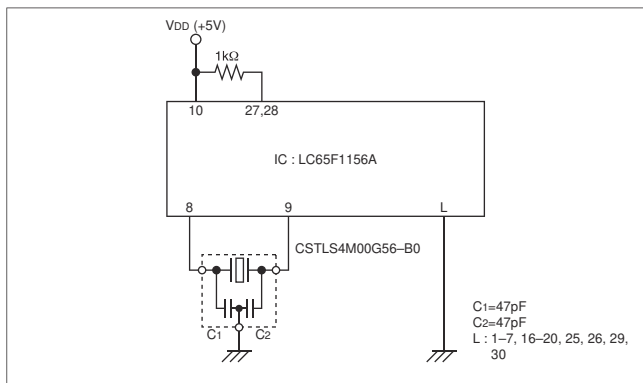 VDD (+5V)
1kΩ
10
27,28
IC : LC65F1156A
8
9
L
CSTLS4M00G56–B0
C1
C2
C1=47pF
C2=47pF
L : 1–7, 16–20, 25, 26, 29,
30